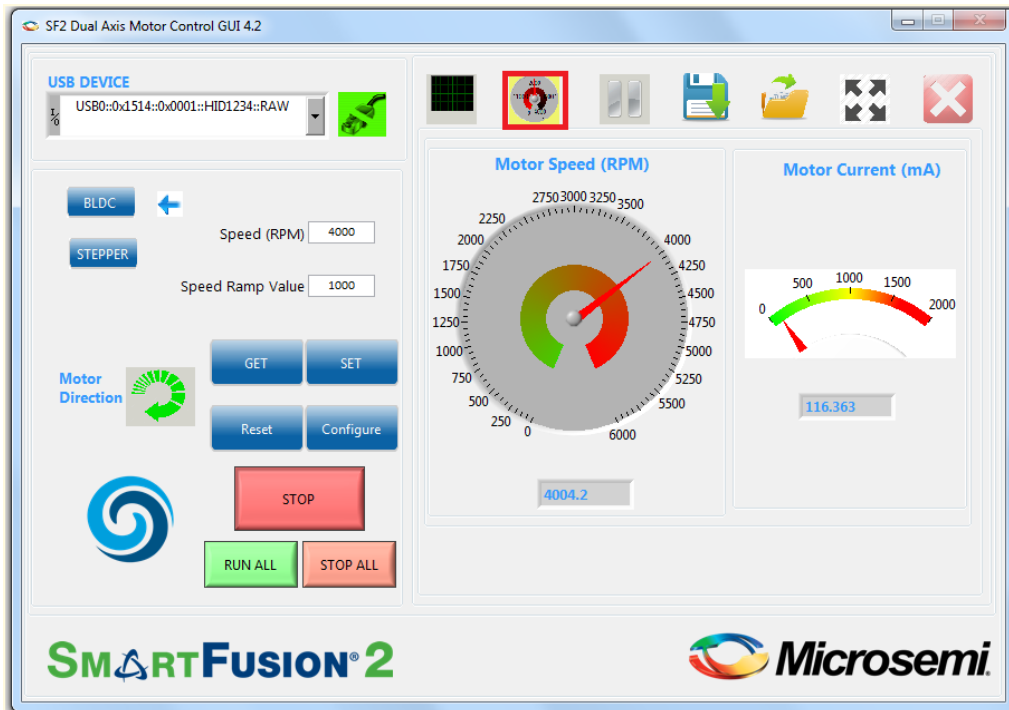 SF2 Dual Axis Motor Control GUI 4.2
USB DEVICE
I/O
USB0::0x1514::0x0001::HID1234::RAW
BLDC
STEPPER
Speed (RPM) 4000
Speed Ramp Value 1000
Motor
Direction
GET SET
Reset Configure
STOP
RUN ALL STOP ALL
Motor Speed (RPM)
0
250
500
750
1000
1250
1500
1750
2000
2250
2750
3000
3250
3500
4000
4250
4500
4750
5000
5250
5500
6000
4004.2
Motor Current (mA)
0
500
1000
1500
2000
116.363
SMARTFUSION® 2
Microsemi.